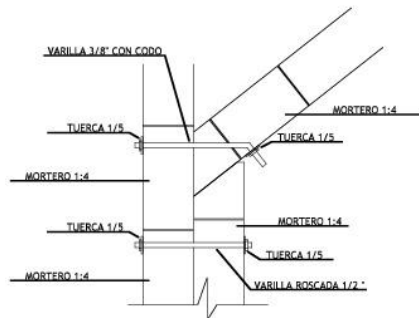 VARILLA 3/8" CON CODO
MORTERO 1:4
TUERCA 1/5
TUERCA 1/5
MORTERO 1:4
MORTERO 1:4
TUERCA 1/5
TUERCA 1/5
MORTERO 1:4
VARILLA ROSCADA 1/2 "